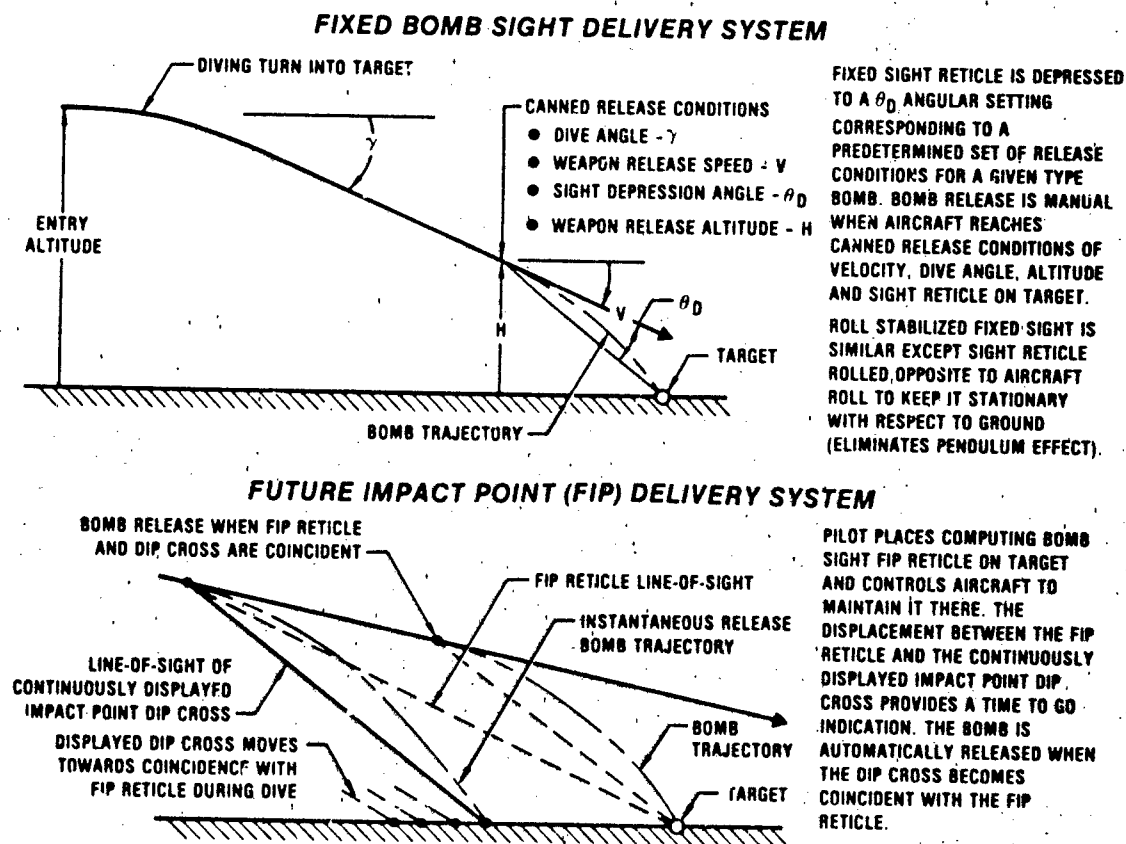 FIXED BOMB SIGHT DELIVERY SYSTEM
DIVING TURN INTO TARGET
γ
ENTRY
ALTITUDE
CANNED RELEASE CONDITIONS
● DIVE ANGLE - γ
● WEAPON RELEASE SPEED - V
● SIGHT DEPRESSION ANGLE - θD
● WEAPON RELEASE ALTITUDE - H
H
V
θD
TARGET
BOMB TRAJECTORY
FIXED SIGHT RETICLE IS DEPRESSED
TO A θD ANGULAR SETTING
CORRESPONDING TO A
PREDETERMINED SET OF RELEASE
CONDITIONS FOR A GIVEN TYPE
BOMB. BOMB RELEASE IS MANUAL
WHEN AIRCRAFT REACHES
CANNED RELEASE CONDITIONS OF
VELOCITY, DIVE ANGLE, ALTITUDE
AND SIGHT RETICLE ON TARGET.
ROLL STABILIZED FIXED SIGHT IS
SIMILAR EXCEPT SIGHT RETICLE
ROLLED OPPOSITE TO AIRCRAFT
ROLL TO KEEP IT STATIONARY
WITH RESPECT TO GROUND
(ELIMINATES PENDULUM EFFECT).
FUTURE IMPACT POINT (FIP) DELIVERY SYSTEM
BOMB RELEASE WHEN FIP RETICLE
AND DIP CROSS ARE COINCIDENT
FIP RETICLE LINE-OF-SIGHT
INSTANTANEOUS RELEASE
BOMB TRAJECTORY
LINE-OF-SIGHT OF
CONTINUOUSLY DISPLAYED
IMPACT POINT DIP CROSS
DISPLAYED DIP CROSS MOVES
TOWARDS COINCIDENCE WITH
FIP RETICLE DURING DIVE
BOMB
TRAJECTORY
TARGET
PILOT PLACES COMPUTING BOMB
SIGHT FIP RETICLE ON TARGET
AND CONTROLS AIRCRAFT TO
MAINTAIN IT THERE. THE
DISPLACEMENT BETWEEN THE FIP
RETICLE AND THE CONTINUOUSLY
DISPLAYED IMPACT POINT DIP
CROSS PROVIDES A TIME TO GO
INDICATION. THE BOMB IS
AUTOMATICALLY RELEASED WHEN
THE DIP CROSS BECOMES
COINCIDENT WITH THE FIP
RETICLE.